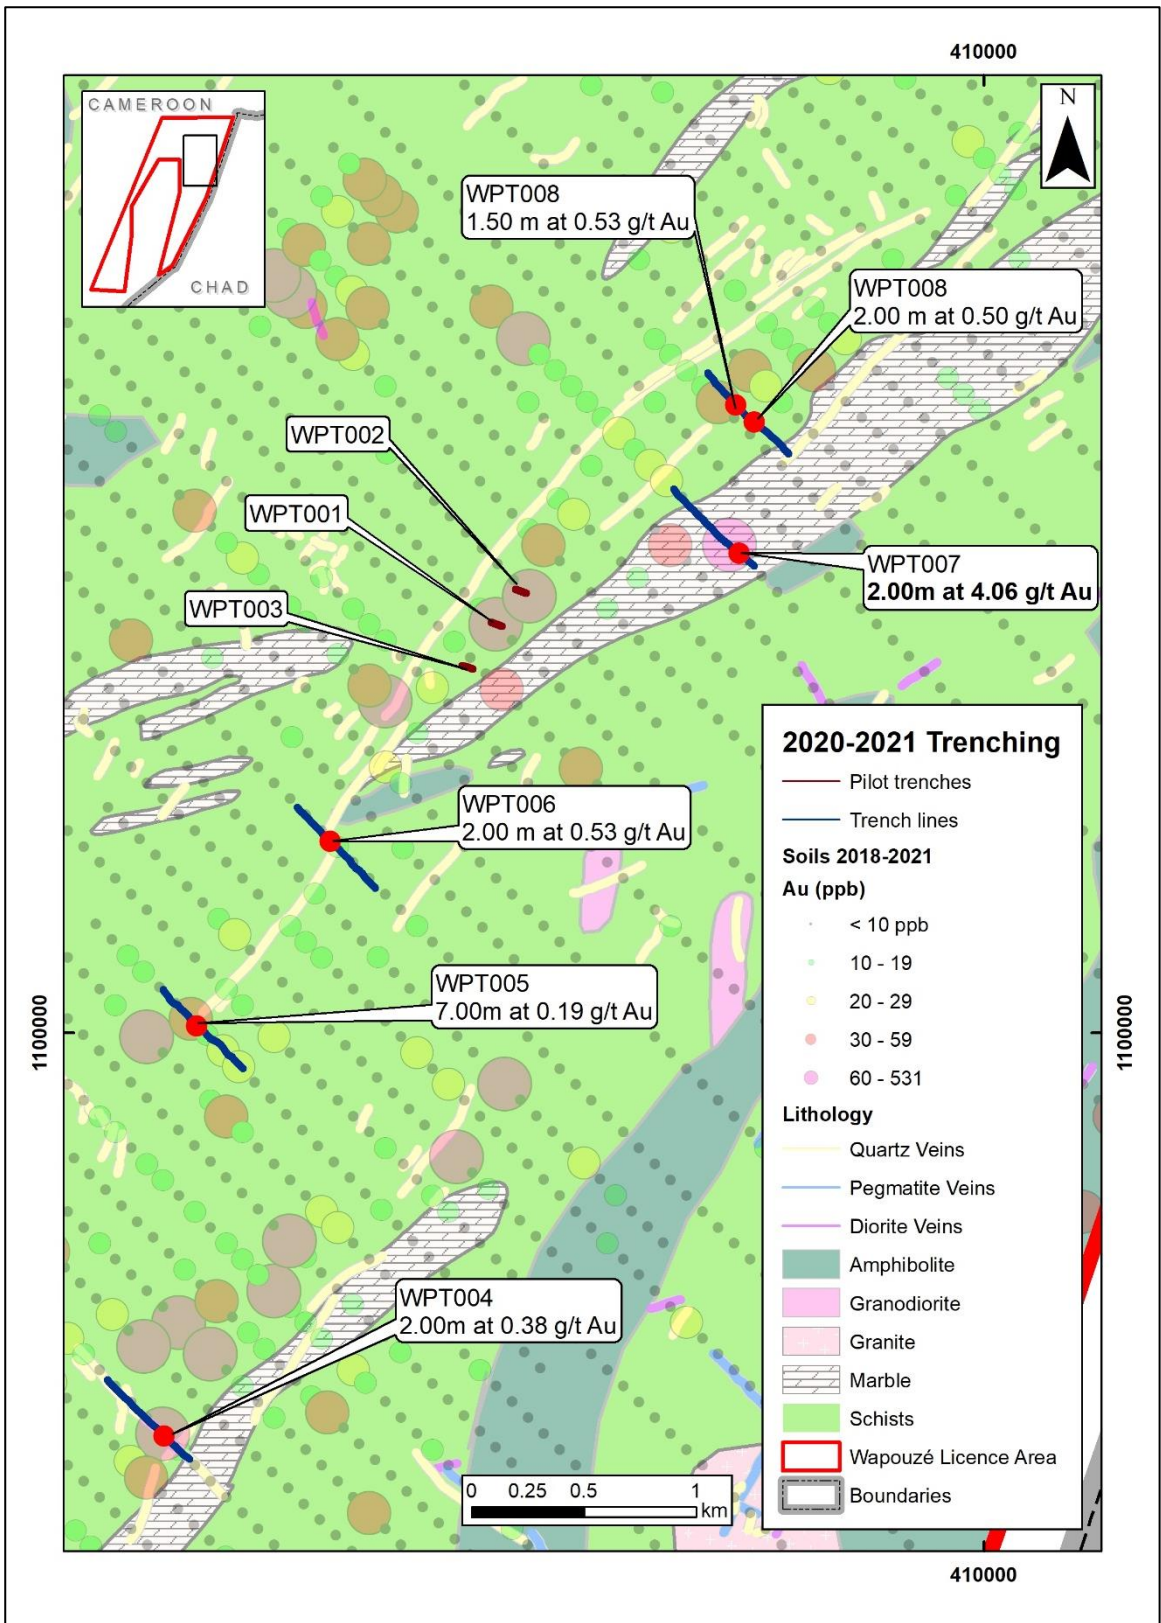 410000
CAMEROON
CHAD
N
WPT008
1.50 m at 0.53 g/t Au
WPT008
2.00 m at 0.50 g/t Au
WPT002
WPT001
WPT007
2.00m at 4.06 g/t Au
WPT003
WPT006
2.00 m at 0.53 g/t Au
WPT005
7.00m at 0.19 g/t Au
1100000
1100000
WPT004
2.00m at 0.38 g/t Au
2020-2021 Trenching
Pilot trenches
Trench lines
Soils 2018-2021
Au (ppb)
< 10 ppb
10 - 19
20 - 29
30 - 59
60 - 531
Lithology
Quartz Veins
Pegmatite Veins
Diorite Veins
Amphibolite
Granodiorite
Granite
Marble
Schists
Wapouzé Licence Area
Boundaries
0 0.25 0.5 1
km
410000